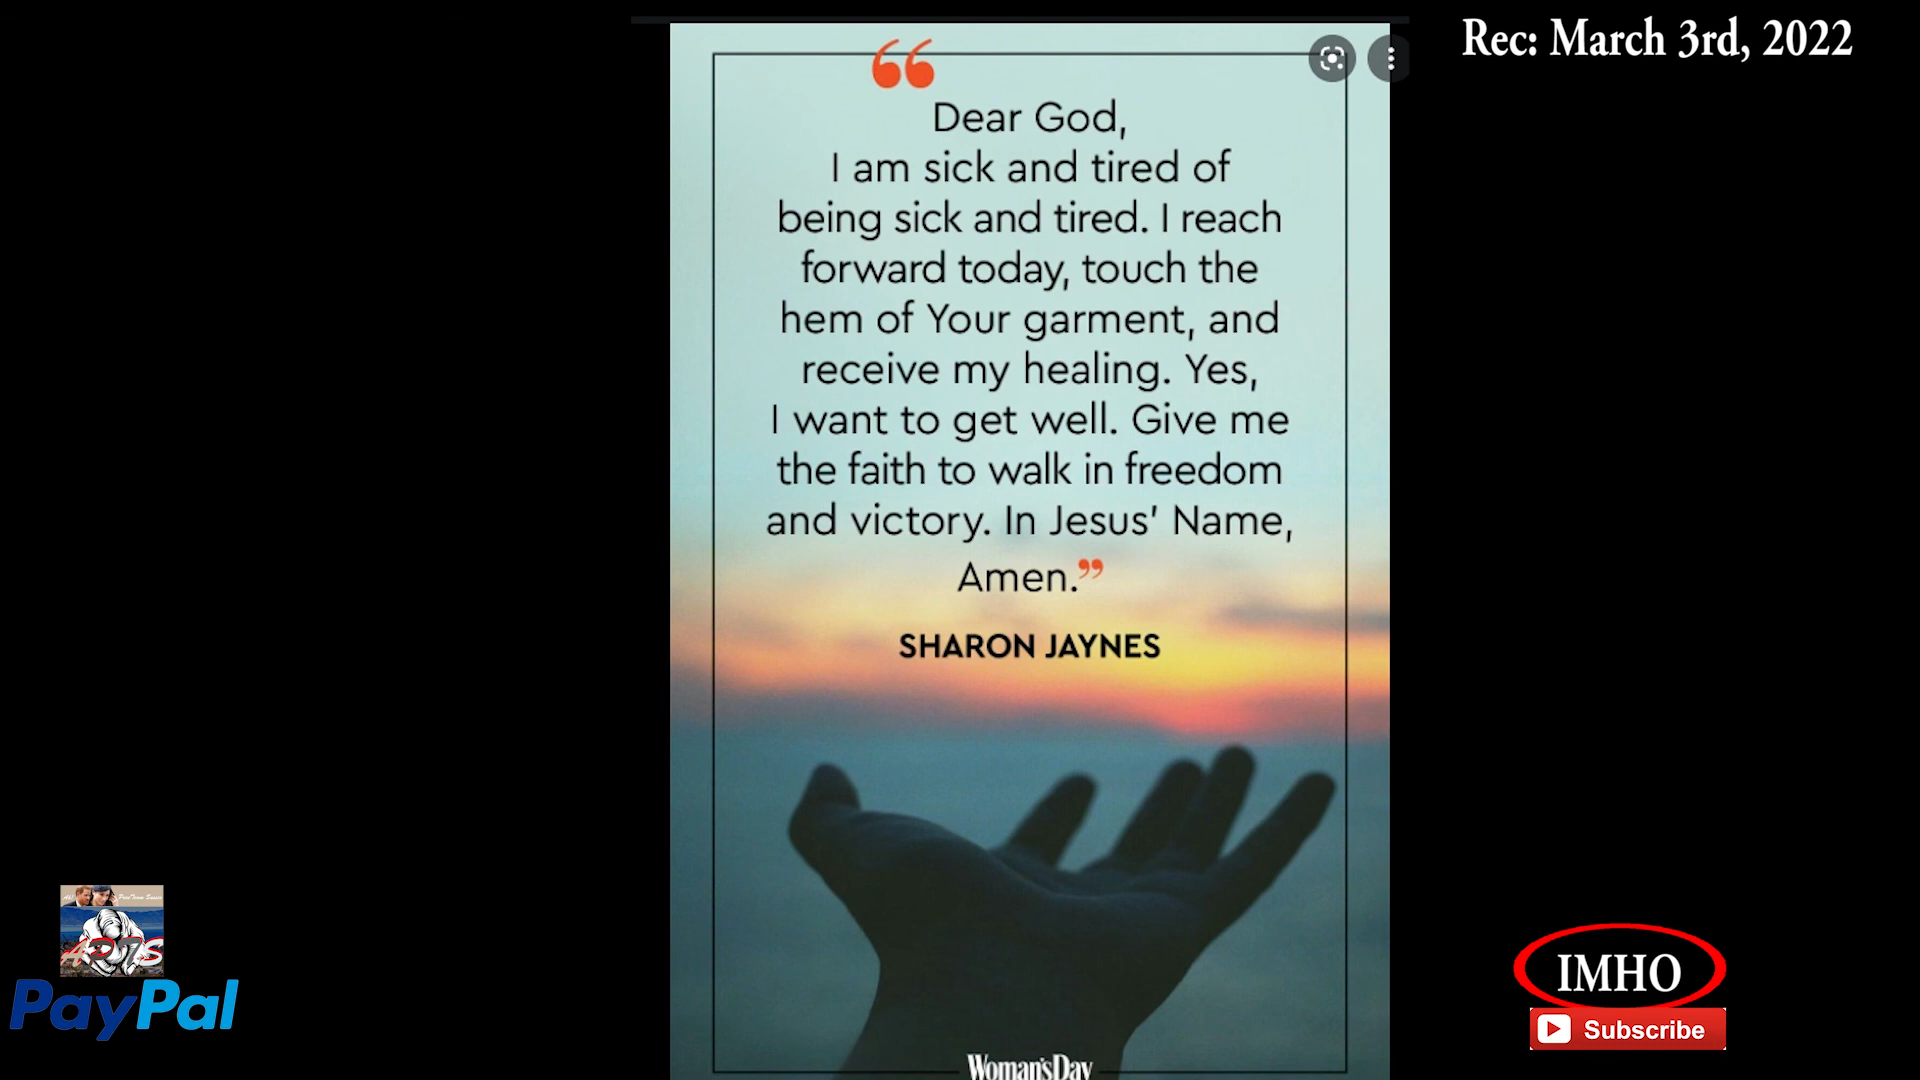 Rec: March 3rd, 2022
“
Dear God,
I am sick and tired of
being sick and tired. I reach
forward today, touch the
hem of Your garment, and
receive my healing. Yes,
I want to get well. Give me
the faith to walk in freedom
and victory. In Jesus’ Name,
Amen.”
SHARON JAYNES
Woman'sDay
PayPal
IMHO
Subscribe